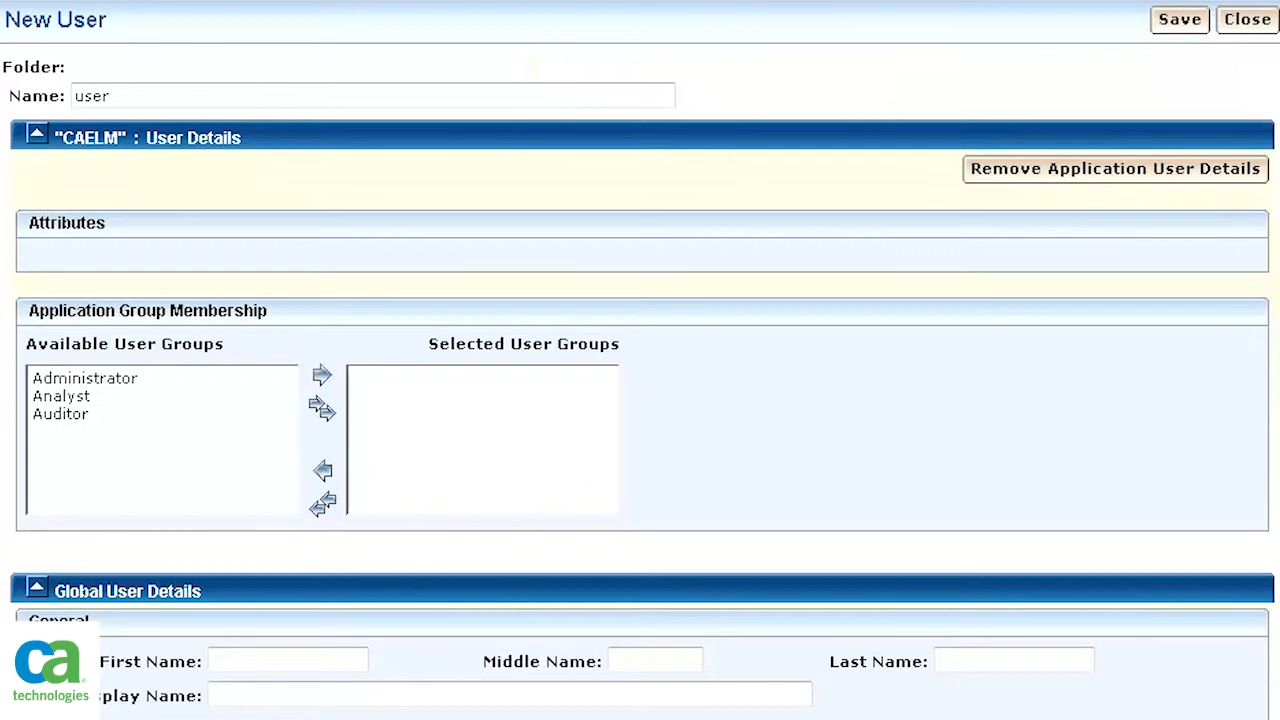 New User
Save Close
Folder:
Name: user
"CAELM" : User Details
Remove Application User Details
Attributes
Application Group Membership
Available User Groups Selected User Groups
Administrator
Analyst
Auditor
Global User Details
General
First Name: Middle Name: Last Name:
play Name:
ca
technologies